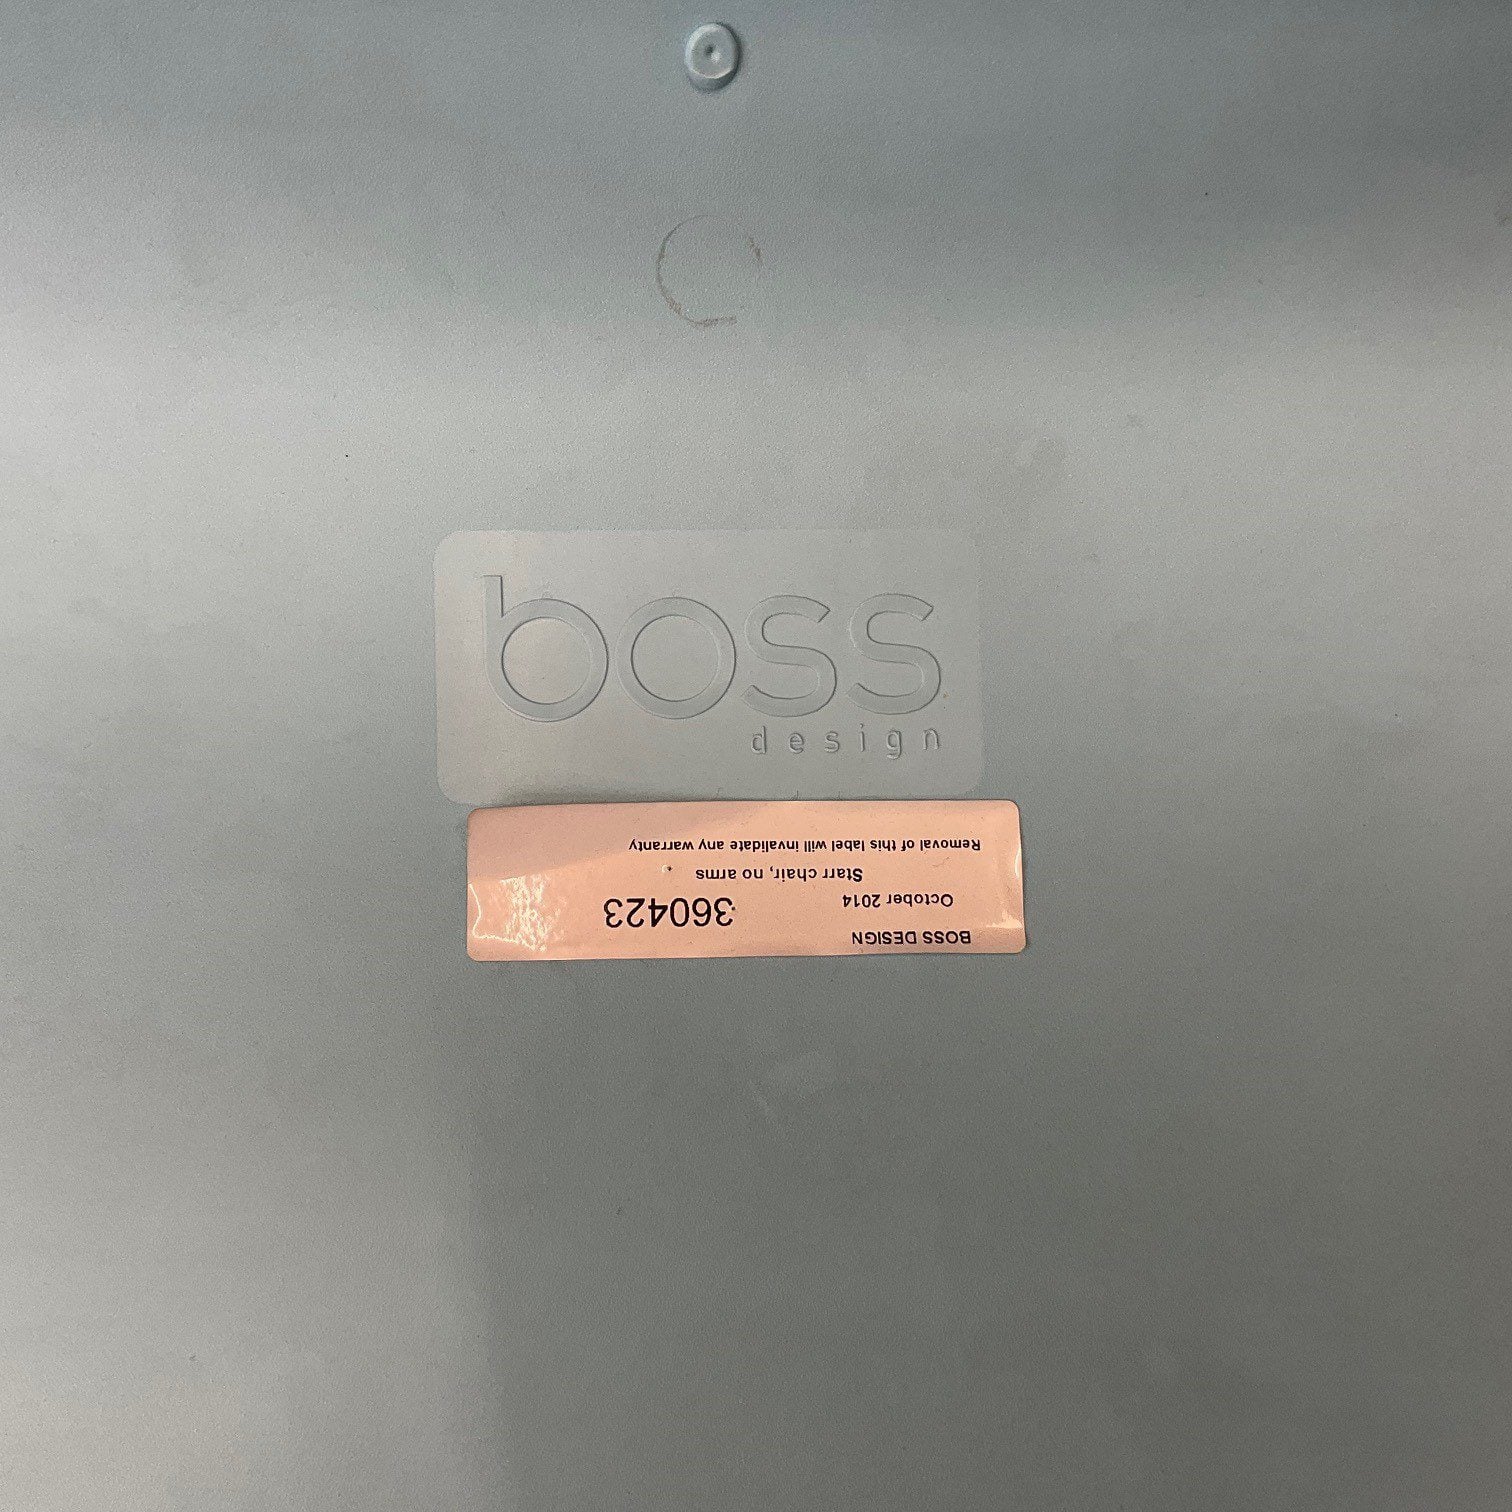 boss
design
BOSS DESIGN
October 2014
360423
Starr chair, no arms
Removal of this label will invalidate any warranty